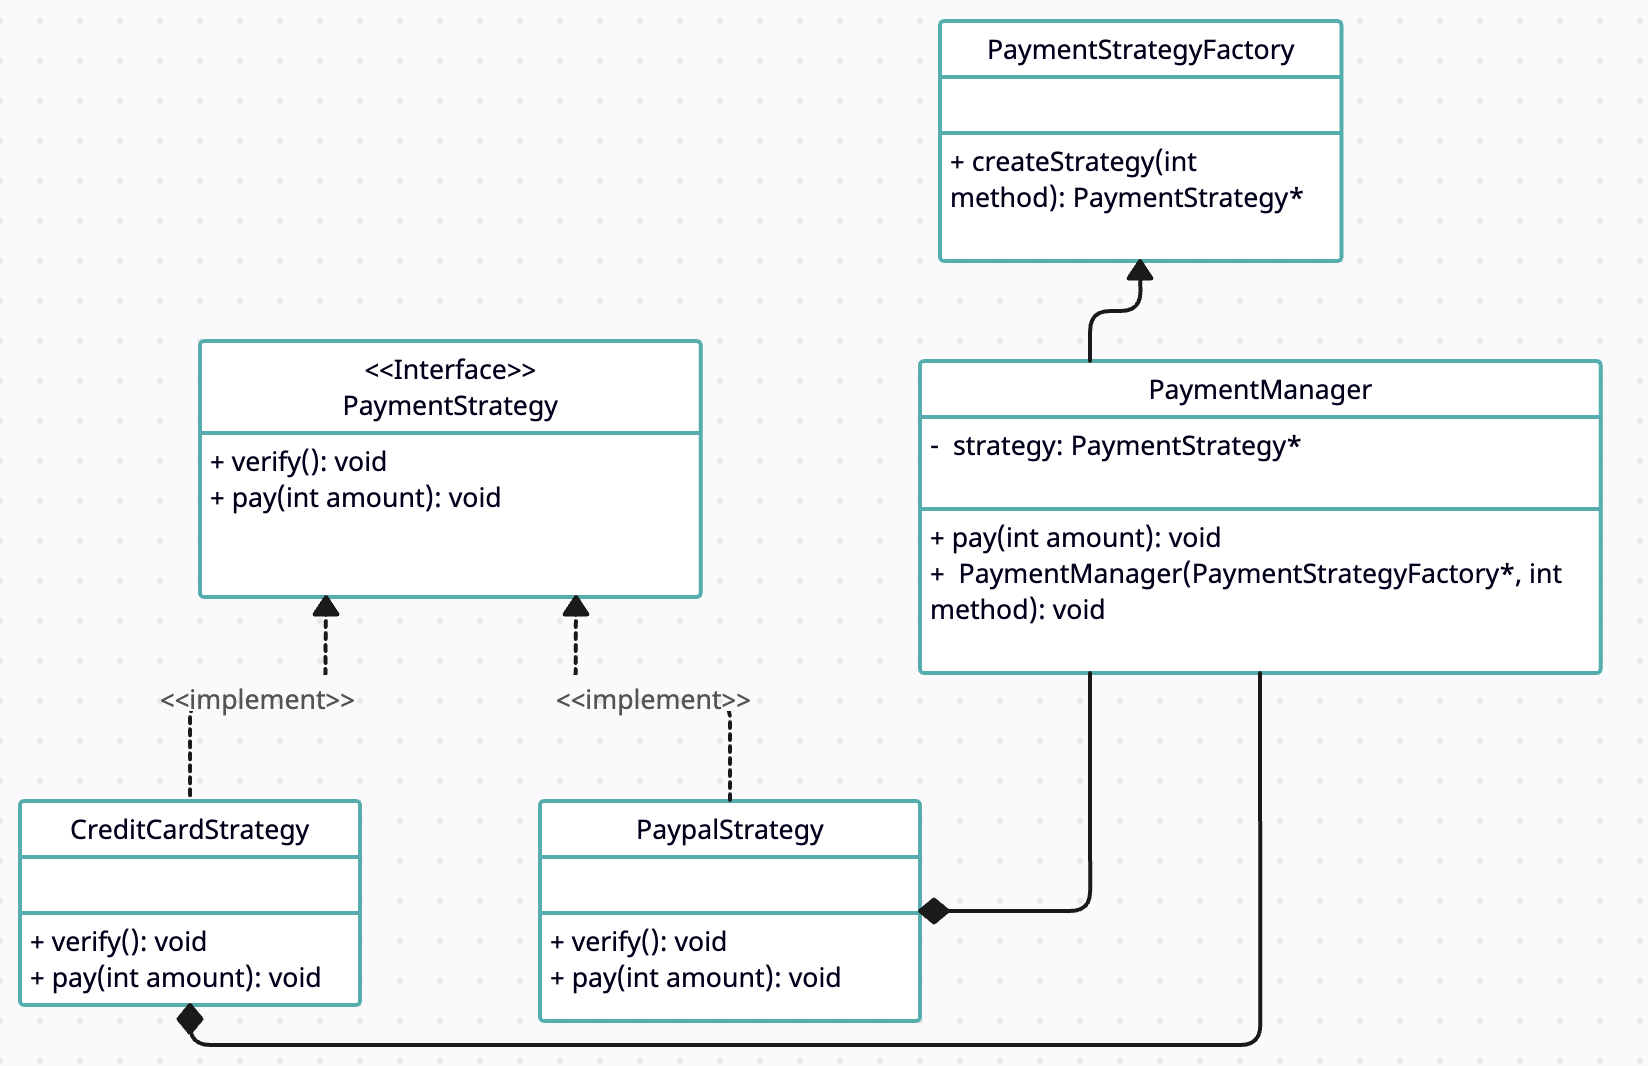 PaymentStrategyFactory
+ createStrategy(int
method): PaymentStrategy*
<<Interface>>
PaymentStrategy
+ verify(): void
+ pay(int amount): void
PaymentManager
-  strategy: PaymentStrategy*
+ pay(int amount): void
+  PaymentManager(PaymentStrategyFactory*, int
method): void
<<implement>>
<<implement>>
CreditCardStrategy
+ verify(): void
+ pay(int amount): void
PaypalStrategy
+ verify(): void
+ pay(int amount): void